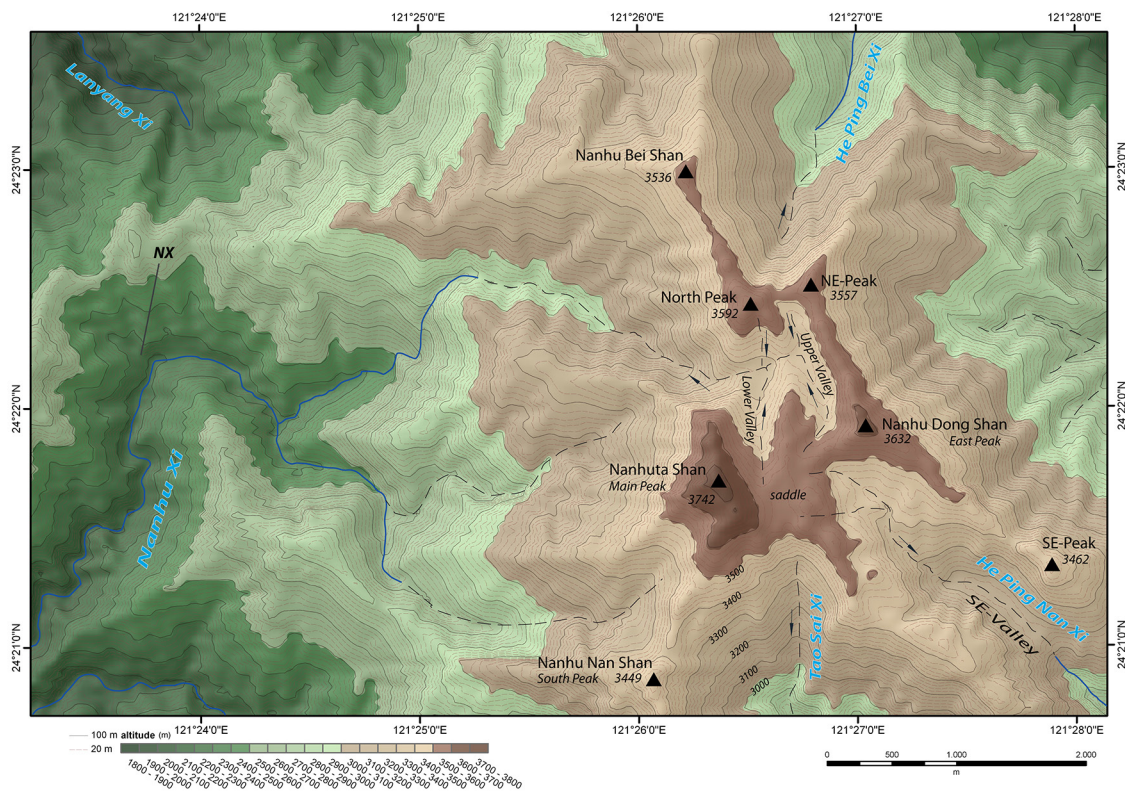 121°24'0"E
121°25'0"E
121°26'0"E
121°27'0"E
121°28'0"E
Lanyang Xi
He Ping Bei Xi
24°23'0"N
24°23'0"N
Nanhu Bei Shan
3536
NX
NE-Peak
3557
North Peak
3592
Upper Valley
Lower Valley
24°22'0"N
24°22'0"N
Nanhu Dong Shan
3632 East Peak
Nanhuta Shan
Main Peak
3742
saddle
Nanhu Xi
SE-Peak
3462
He Ping Nan Xi
SE-Valley
Tao Sai Xi
3500
3400
3300
3200
3100
3000
24°21'0"N
24°21'0"N
Nanhu Nan Shan
South Peak 3449
121°24'0"E
121°25'0"E
121°26'0"E
121°27'0"E
121°28'0"E
100 m altitude (m)
20 m
1800 - 1900
1900 - 2000
2000 - 2100
2100 - 2200
2200 - 2300
2300 - 2400
2400 - 2500
2500 - 2600
2600 - 2700
2700 - 2800
2800 - 2900
2900 - 3000
3000 - 3100
3100 - 3200
3200 - 3300
3300 - 3400
3400 - 3500
3500 - 3600
3600 - 3700
3700 - 3800
0 500 1.000 2.000
m